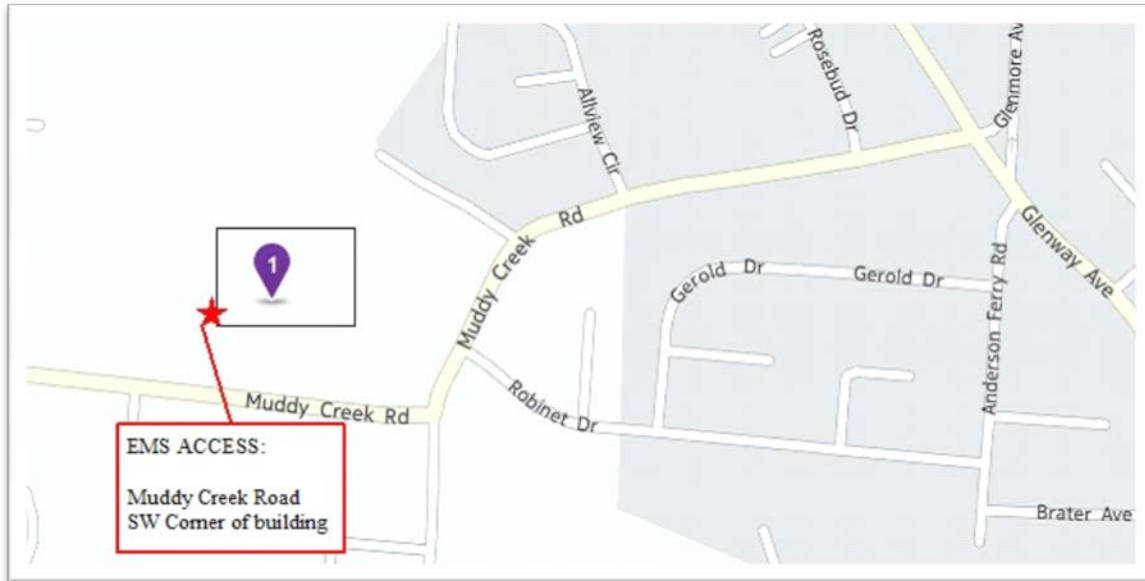 Glenmore Av
Rosebud Dr
Allview Cir
Muddy Creek Rd
Glenway Ave
1
Gerold Dr
Gerold Dr
Anderson Ferry Rd
Muddy Creek Rd
Robinet Dr
EMS ACCESS:
Muddy Creek Road
SW Corner of building
Brater Ave